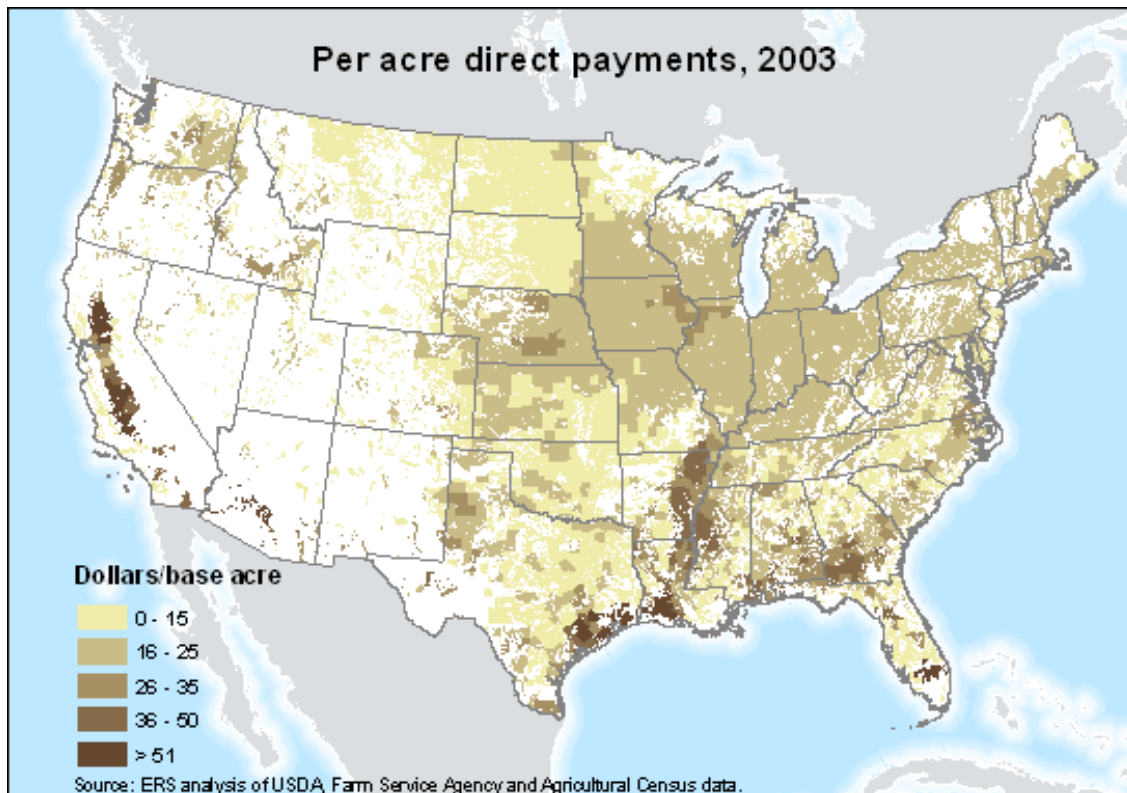 Per acre direct payments, 2003
Dollars/base acre
0 - 15
16 - 25
26 - 35
36 - 50
> 51
Source: ERS analysis of USDA, Farm Service Agency and Agricultural Census data.